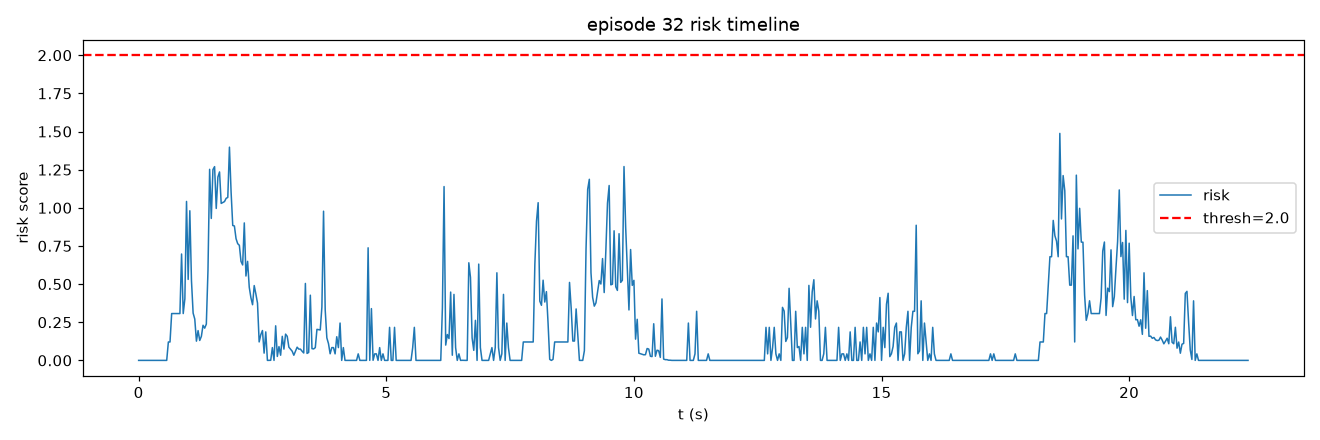 episode 32 risk timeline
2.00
1.75
1.50
1.25
1.00
0.75
0.50
0.25
0.00
risk score
risk
thresh=2.0
0 5 10 15 20
t (s)